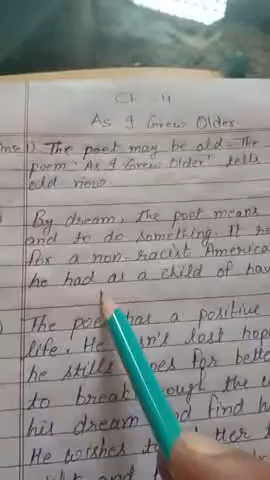 Ch - 4
As I Grew Older
Ans 1) The poet may be old. The
poem "As I Grew Older" tells
old now.
By dream, the poet means
and to do something. It
for a non-racist America
he had as a child of
The poet has a positive
life. He lost
he still for
to break the
his dream find
He wishes